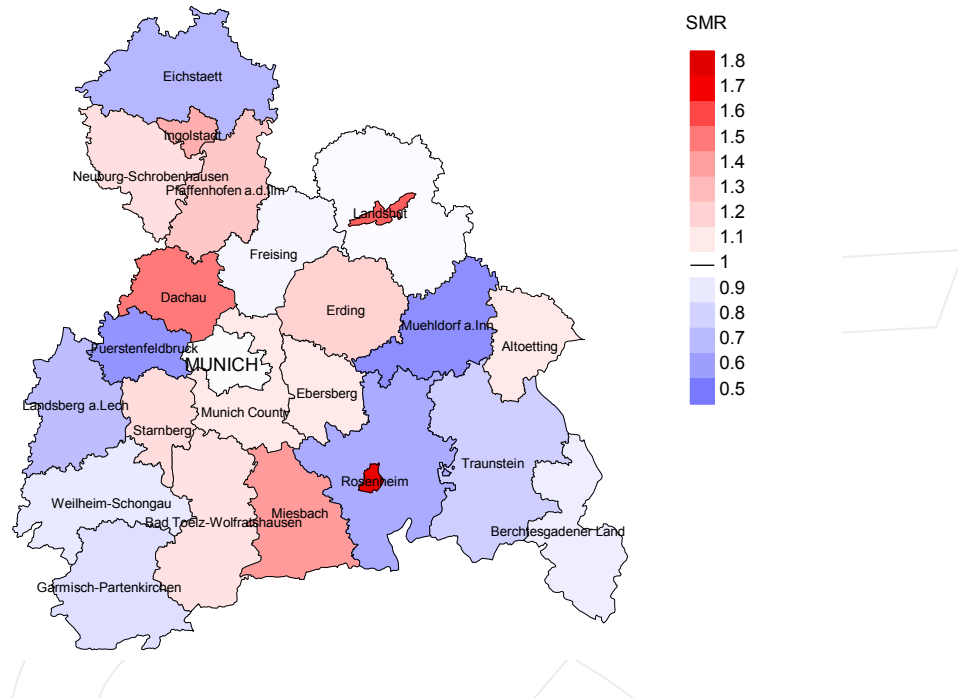 SMR
1.8
1.7
1.6
1.5
1.4
1.3
1.2
1.1
1
0.9
0.8
0.7
0.6
0.5
Eichstaett
Ingolstadt
Neuburg-Schrobenhausen
Pfaffenhofen a.d.Ilm
Landshut
Freising
Dachau
Erding
Muehldorf a.Inn
Altoetting
Fuerstenfeldbruck
MUNICH
Ebersberg
Landsberg a.Lech
Munich County
Starnberg
Traunstein
Rosenheim
Weilheim-Schongau
Miesbach
Bad Toelz-Wolfratshausen
Berchtesgadener Land
Garmisch-Partenkirchen